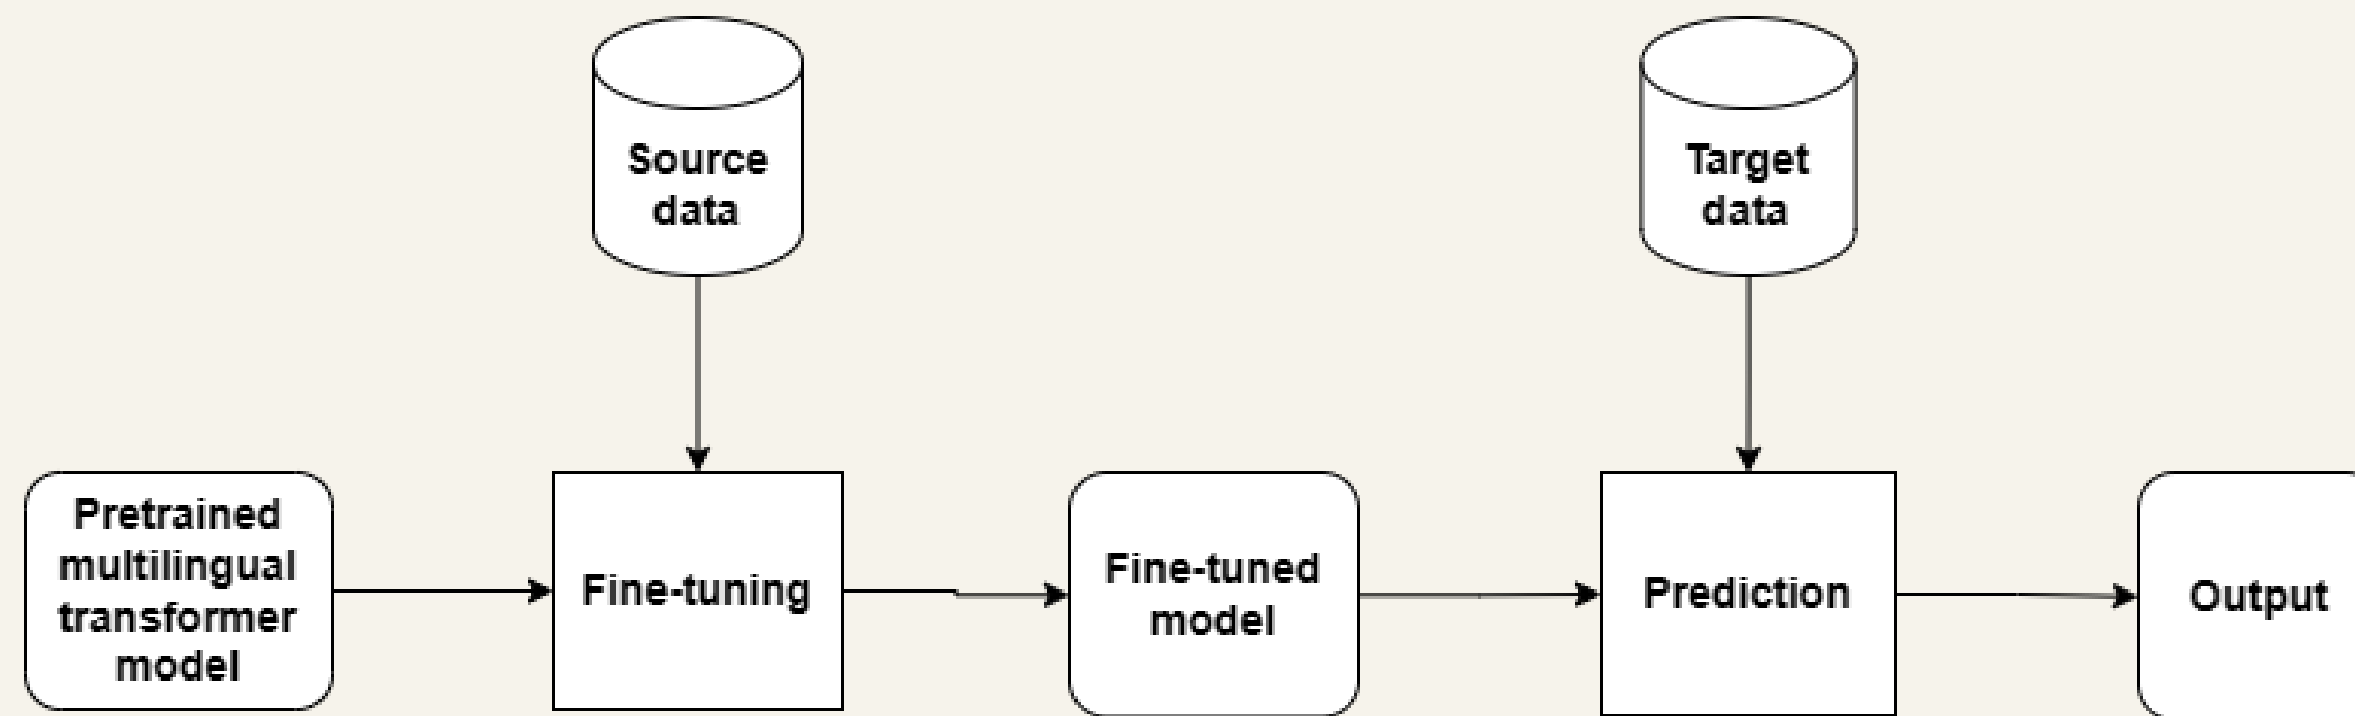 Source
data
Target
data
Pretrained
multilingual
transformer
model
Fine-tuning
Fine-tuned
model
Prediction
Output